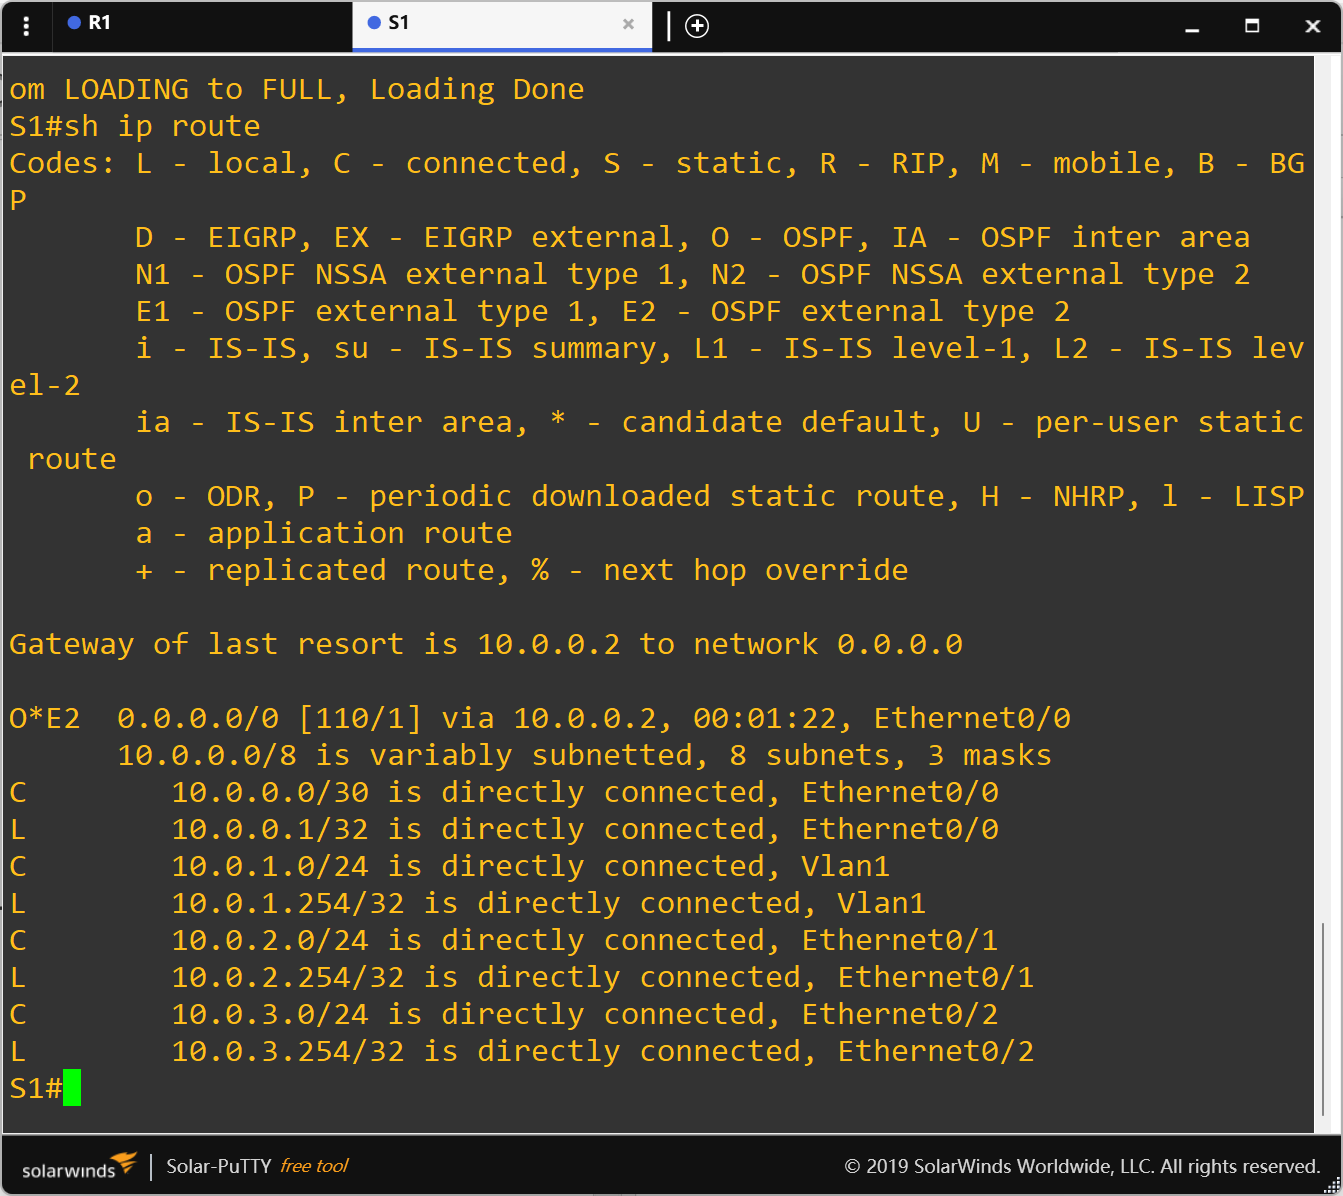 R1
S1
om LOADING to FULL, Loading Done
S1#sh ip route
Codes: L - local, C - connected, S - static, R - RIP, M - mobile, B - BG
P
       D - EIGRP, EX - EIGRP external, O - OSPF, IA - OSPF inter area
       N1 - OSPF NSSA external type 1, N2 - OSPF NSSA external type 2
       E1 - OSPF external type 1, E2 - OSPF external type 2
       i - IS-IS, su - IS-IS summary, L1 - IS-IS level-1, L2 - IS-IS lev
el-2
       ia - IS-IS inter area, * - candidate default, U - per-user static
 route
       o - ODR, P - periodic downloaded static route, H - NHRP, l - LISP
       a - application route
       + - replicated route, % - next hop override
Gateway of last resort is 10.0.0.2 to network 0.0.0.0
O*E2  0.0.0.0/0 [110/1] via 10.0.0.2, 00:01:22, Ethernet0/0
      10.0.0.0/8 is variably subnetted, 8 subnets, 3 masks
C        10.0.0.0/30 is directly connected, Ethernet0/0
L        10.0.0.1/32 is directly connected, Ethernet0/0
C        10.0.1.0/24 is directly connected, Vlan1
L        10.0.1.254/32 is directly connected, Vlan1
C        10.0.2.0/24 is directly connected, Ethernet0/1
L        10.0.2.254/32 is directly connected, Ethernet0/1
C        10.0.3.0/24 is directly connected, Ethernet0/2
L        10.0.3.254/32 is directly connected, Ethernet0/2
S1#
solarwinds | Solar-PuTTY free tool
© 2019 SolarWinds Worldwide, LLC. All rights reserved.